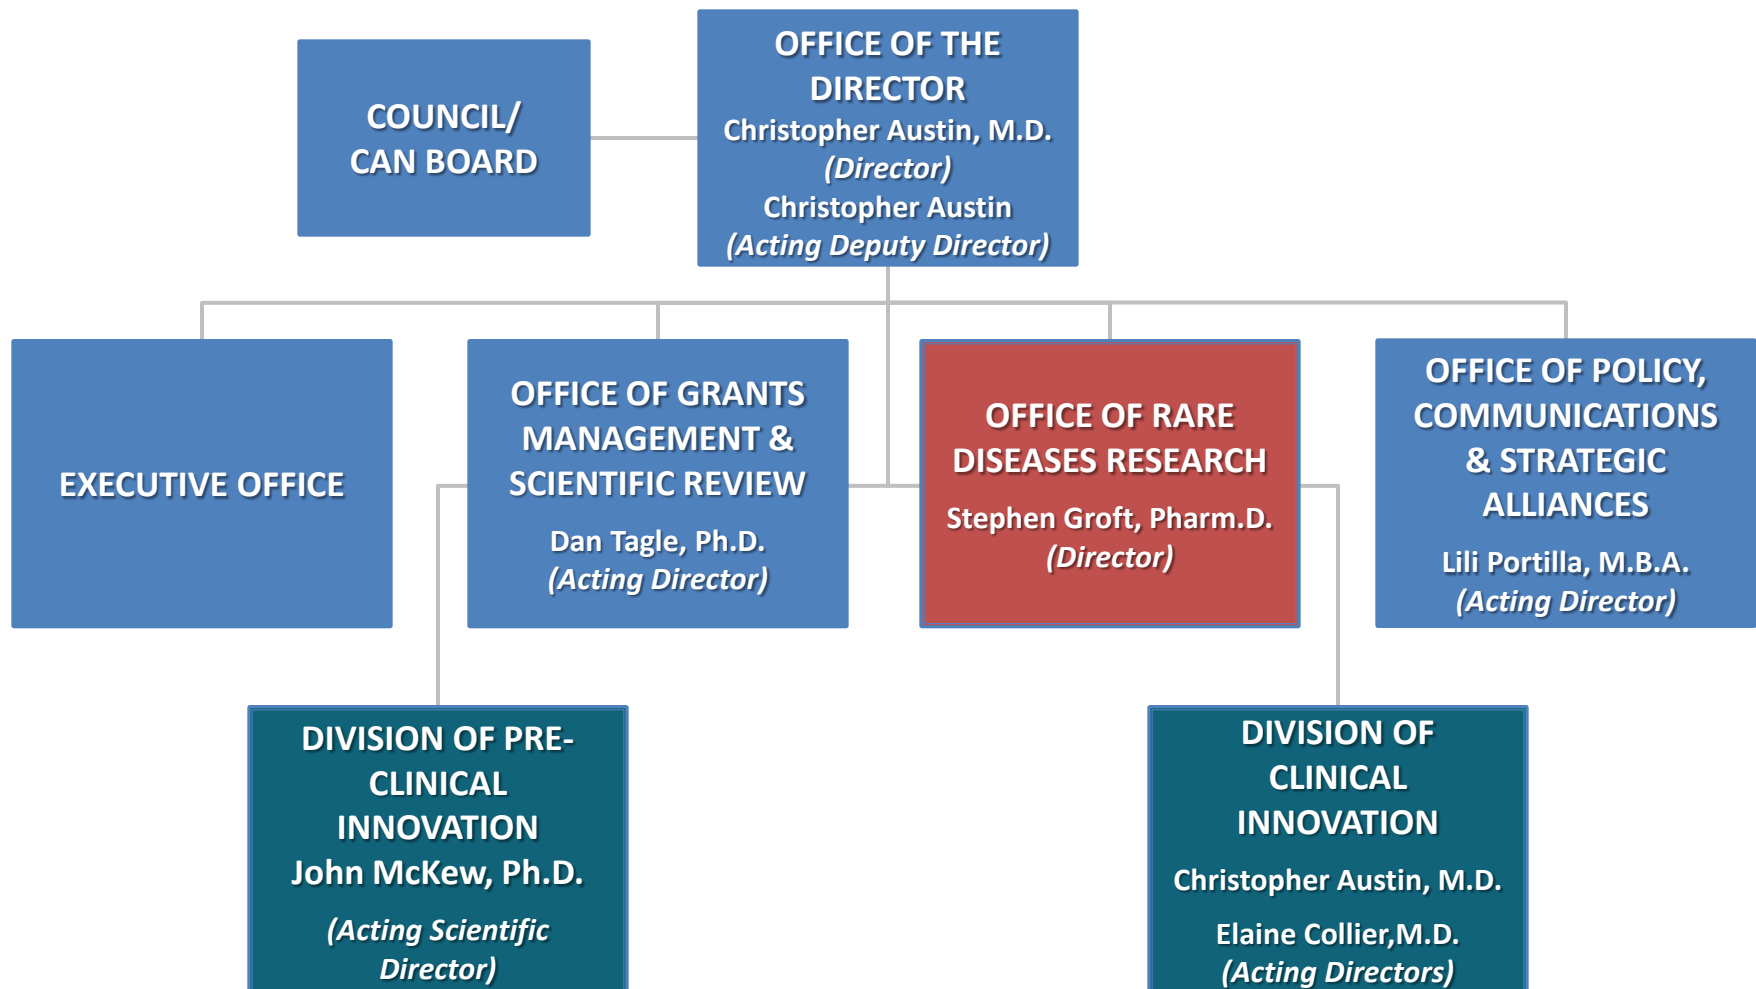 COUNCIL/
CAN BOARD
OFFICE OF THE
DIRECTOR
Christopher Austin, M.D.
(Director)
Christopher Austin
(Acting Deputy Director)
EXECUTIVE OFFICE
OFFICE OF GRANTS
MANAGEMENT &
SCIENTIFIC REVIEW
Dan Tagle, Ph.D.
(Acting Director)
OFFICE OF RARE
DISEASES RESEARCH
Stephen Groft, Pharm.D.
(Director)
OFFICE OF POLICY,
COMMUNICATIONS
& STRATEGIC
ALLIANCES
Lili Portilla, M.B.A.
(Acting Director)
DIVISION OF PRE-
CLINICAL
INNOVATION
John McKew, Ph.D.
(Acting Scientific
Director)
DIVISION OF
CLINICAL
INNOVATION
Christopher Austin, M.D.
Elaine Collier,M.D.
(Acting Directors)